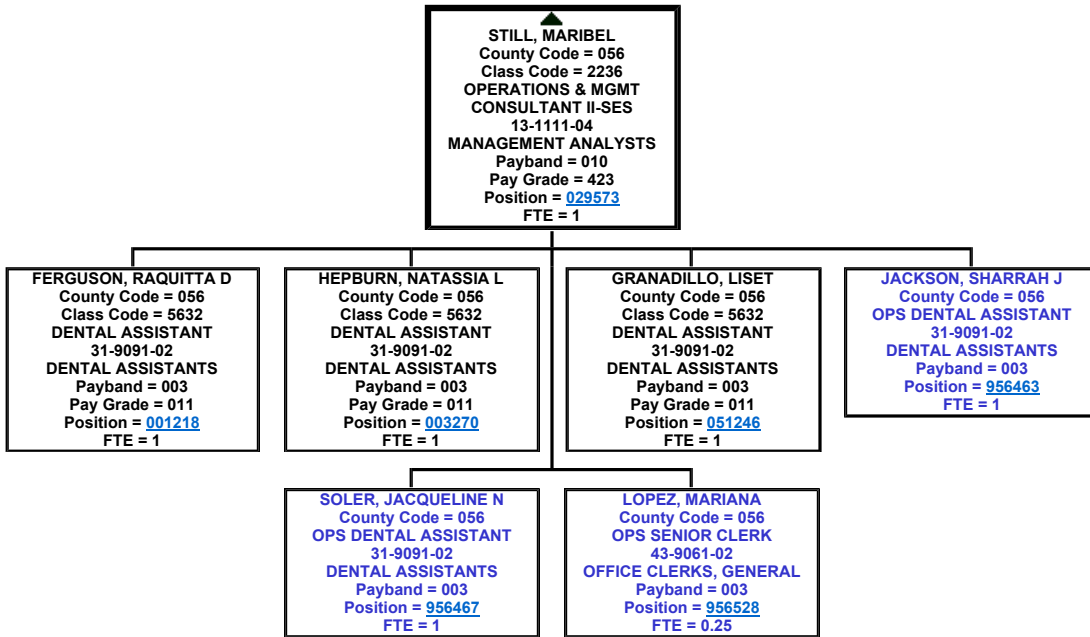 STILL, MARIBEL
County Code = 056
Class Code = 2236
OPERATIONS & MGMT
CONSULTANT II-SES
13-1111-04
MANAGEMENT ANALYSTS
Payband = 010
Pay Grade = 423
Position = 029573
FTE = 1
FERGUSON, RAQUITTA D
County Code = 056
Class Code = 5632
DENTAL ASSISTANT
31-9091-02
DENTAL ASSISTANTS
Payband = 003
Pay Grade = 011
Position = 001218
FTE = 1
HEPBURN, NATASSIA L
County Code = 056
Class Code = 5632
DENTAL ASSISTANT
31-9091-02
DENTAL ASSISTANTS
Payband = 003
Pay Grade = 011
Position = 003270
FTE = 1
GRANADILLO, LISET
County Code = 056
Class Code = 5632
DENTAL ASSISTANT
31-9091-02
DENTAL ASSISTANTS
Payband = 003
Pay Grade = 011
Position = 051246
FTE = 1
JACKSON, SHARRAH J
County Code = 056
OPS DENTAL ASSISTANT
31-9091-02
DENTAL ASSISTANTS
Payband = 003
Position = 956463
FTE = 1
SOLER, JACQUELINE N
County Code = 056
OPS DENTAL ASSISTANT
31-9091-02
DENTAL ASSISTANTS
Payband = 003
Position = 956467
FTE = 1
LOPEZ, MARIANA
County Code = 056
OPS SENIOR CLERK
43-9061-02
OFFICE CLERKS, GENERAL
Payband = 003
Position = 956528
FTE = 0.25